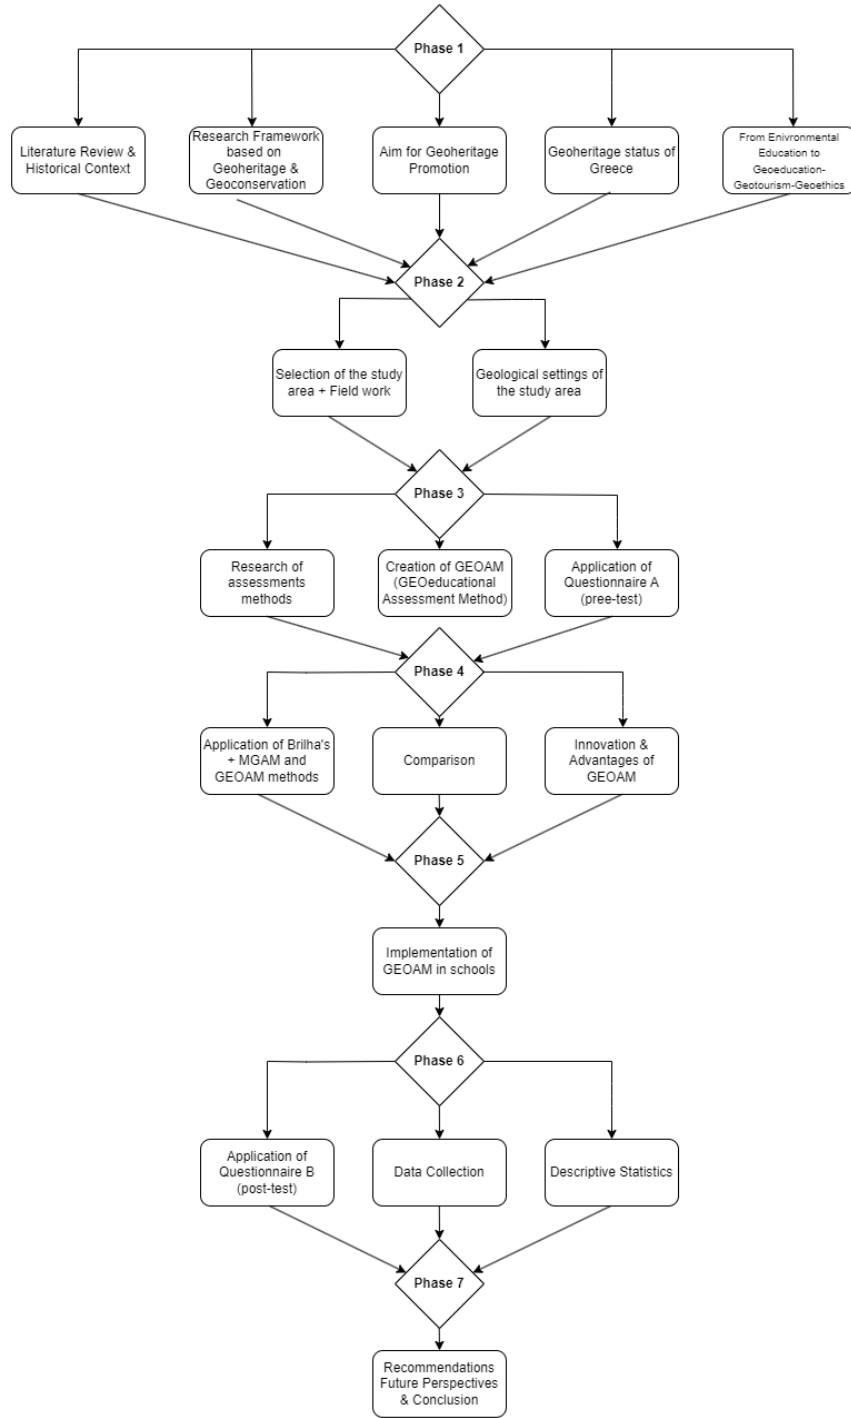 Phase 1
Literature Review &
Historical Context
Research Framework
based on
Geoheritage &
Geoconservation
Aim for Geoheritage
Promotion
Geoheritage status of
Greece
From Enivronmental
Education to
Geoeducation-
Geotourism-Geoethics
Phase 2
Selection of the study
area + Field work
Geological settings of
the study area
Phase 3
Research of
assessments
methods
Creation of GEOAM
(GEOeducational
Assessment Method)
Application of
Questionnaire A
(pree-test)
Phase 4
Application of Brilha's
+ MGAM and
GEOAM methods
Comparison
Innovation &
Advantages of
GEOAM
Phase 5
Implementation of
GEOAM in schools
Phase 6
Application of
Questionnaire B
(post-test)
Data Collection
Descriptive Statistics
Phase 7
Recommendations
Future Perspectives
& Conclusion